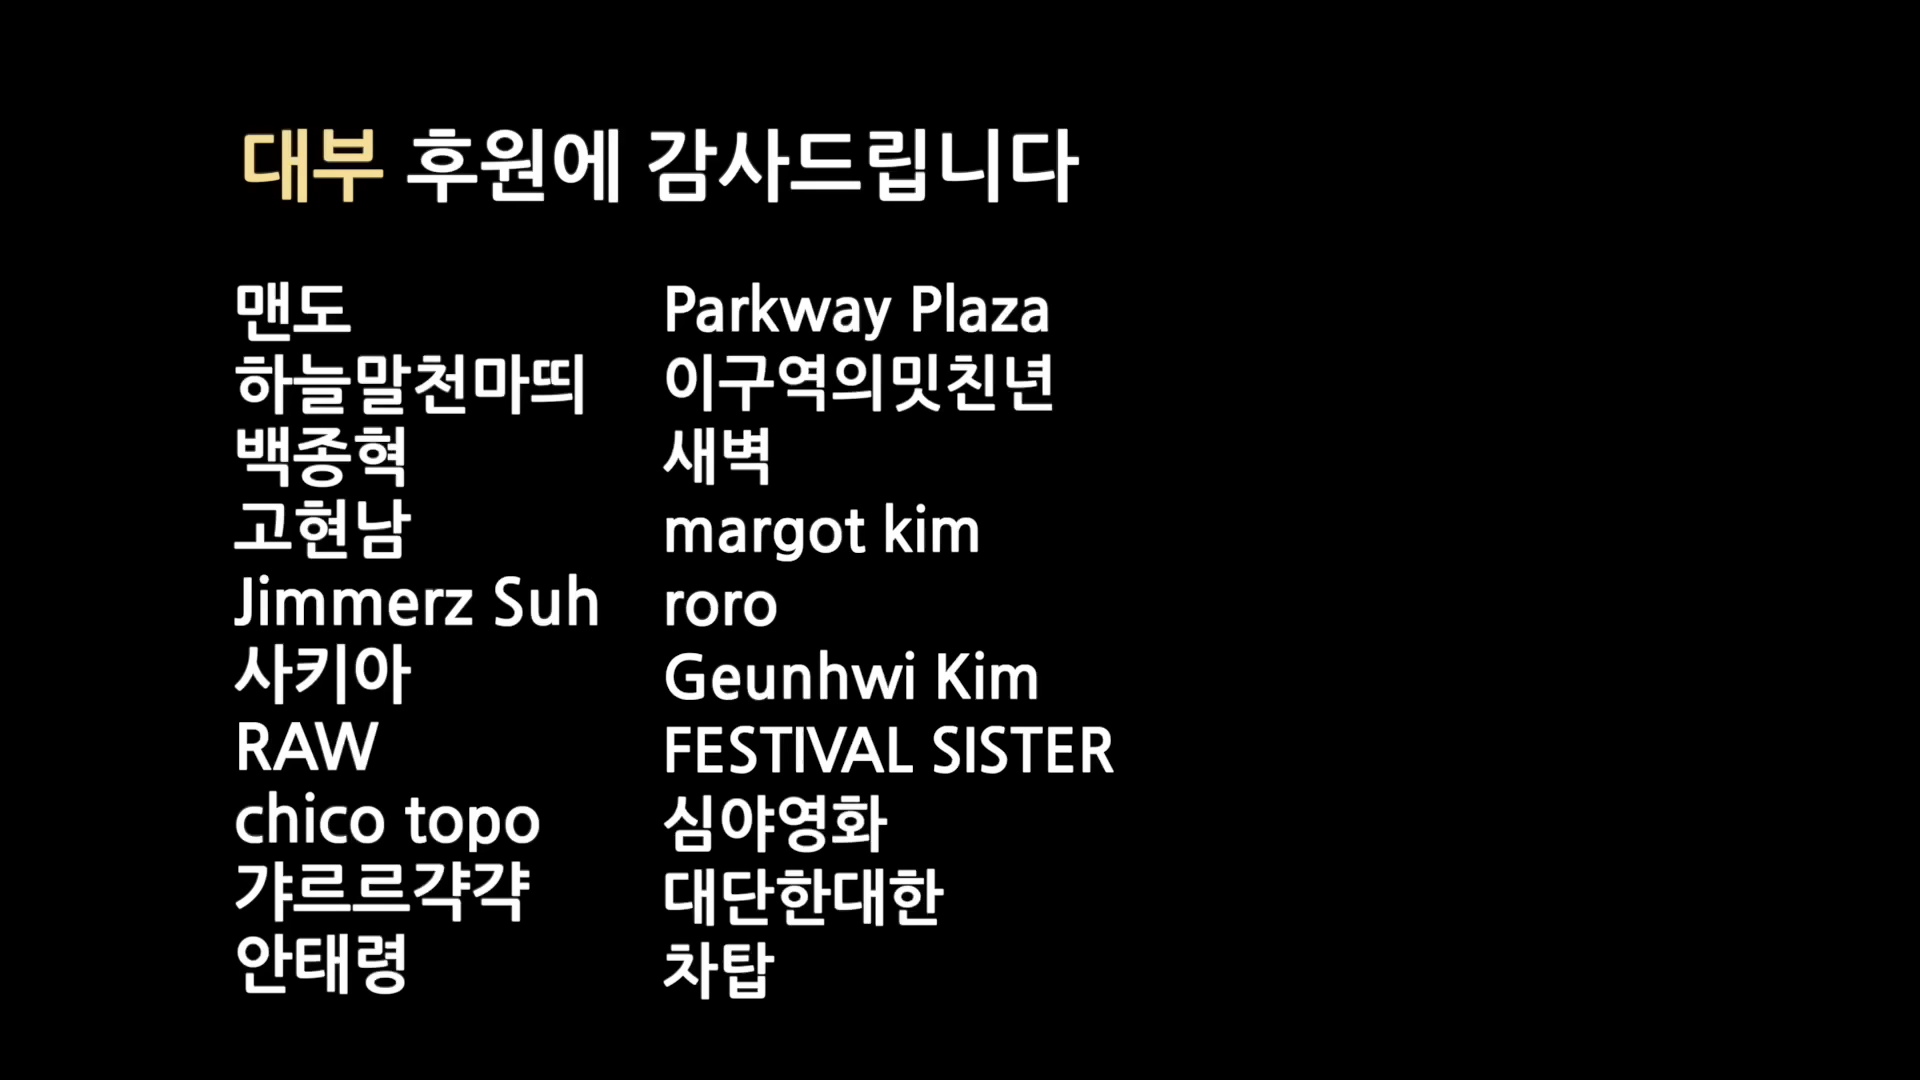 대부 후원에 감사드립니다
맨도
하늘말천마띄
백종혁
고현남
Jimmerz Suh
사키아
RAW
chico topo
갸르르갹갹
안태령
Parkway Plaza
이구역의밋친년
새벽
margot kim
roro
Geunhwi Kim
FESTIVAL SISTER
심야영화
대단한대한
차탑